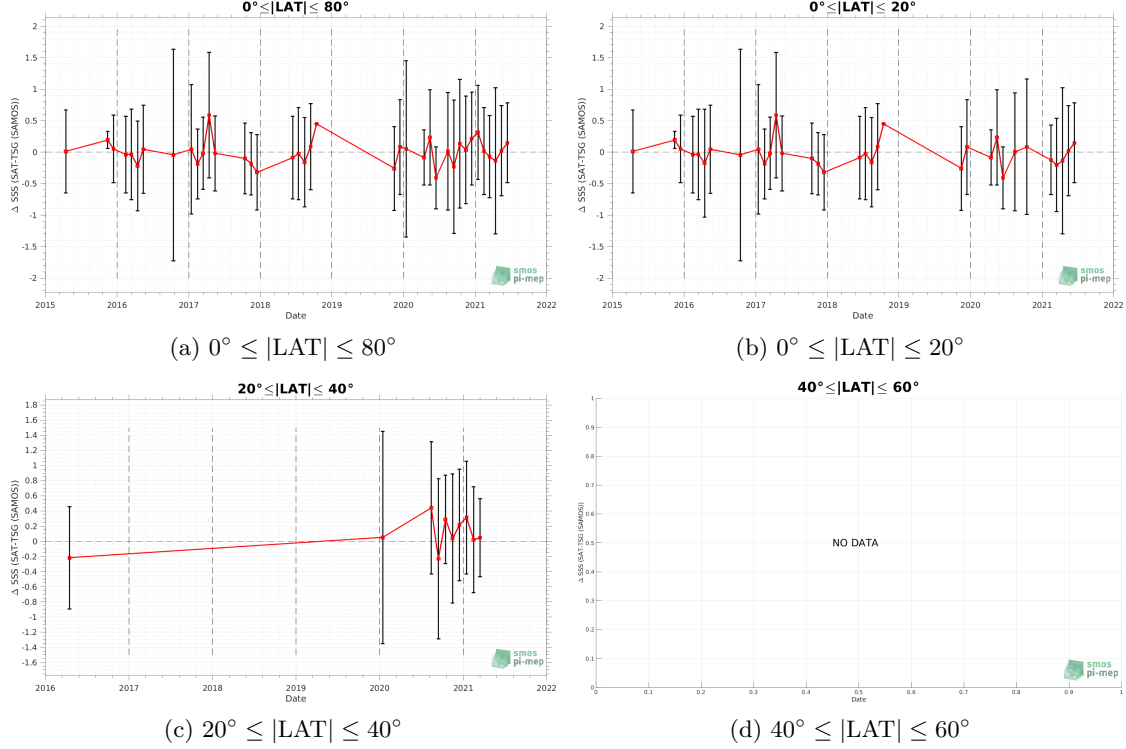 0°≤|LAT|≤ 80°
Δ SSS (SAT-TSG (SAMOS))
2
1.5
1
0.5
0
-0.5
-1
-1.5
-2
2015 2016 2017 2018 2019 2020 2021 2022
Date
smos
pi-mep
(a) 0° ≤ |LAT| ≤ 80°
0°≤|LAT|≤ 20°
Δ SSS (SAT-TSG (SAMOS))
2
1.5
1
0.5
0
-0.5
-1
-1.5
-2
2015 2016 2017 2018 2019 2020 2021 2022
Date
smos
pi-mep
(b) 0° ≤ |LAT| ≤ 20°
20°≤|LAT|≤ 40°
Δ SSS (SAT-TSG (SAMOS))
1.8
1.6
1.4
1.2
1
0.8
0.6
0.4
0.2
0
-0.2
-0.4
-0.6
-0.8
-1
-1.2
-1.4
-1.6
2016 2017 2018 2019 2020 2021 2022
Date
smos
pi-mep
(c) 20° ≤ |LAT| ≤ 40°
40°≤|LAT|≤ 60°
Δ SSS (SAT-TSG (SAMOS))
1
0.9
0.8
0.7
0.6
0.5
0.4
0.3
0.2
0.1
0
NO DATA
0 0.1 0.2 0.3 0.4 0.5 0.6 0.7 0.8 0.9 1
Date
smos
pi-mep
(d) 40° ≤ |LAT| ≤ 60°